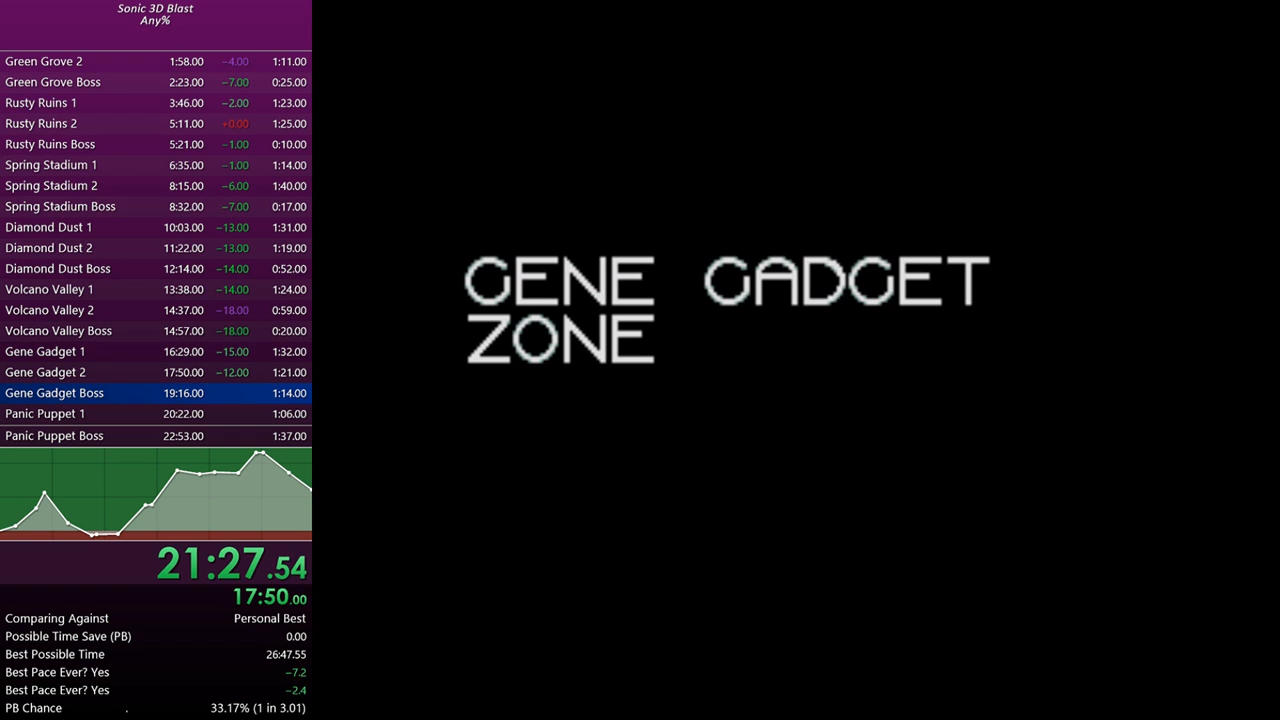 Sonic 3D Blast
Any%
Green Grove 2 1:58.00 −4.00 1:11.00
Green Grove Boss 2:23.00 −7.00 0:25.00
Rusty Ruins 1 3:46.00 −2.00 1:23.00
Rusty Ruins 2 5:11.00 +0.00 1:25.00
Rusty Ruins Boss 5:21.00 −1.00 0:10.00
Spring Stadium 1 6:35.00 −1.00 1:14.00
Spring Stadium 2 8:15.00 −6.00 1:40.00
Spring Stadium Boss 8:32.00 −7.00 0:17.00
Diamond Dust 1 10:03.00 −13.00 1:31.00
Diamond Dust 2 11:22.00 −13.00 1:19.00
Diamond Dust Boss 12:14.00 −14.00 0:52.00
Volcano Valley 1 13:38.00 −14.00 1:24.00
Volcano Valley 2 14:37.00 −18.00 0:59.00
Volcano Valley Boss 14:57.00 −18.00 0:20.00
Gene Gadget 1 16:29.00 −15.00 1:32.00
Gene Gadget 2 17:50.00 −12.00 1:21.00
Gene Gadget Boss 19:16.00 1:14.00
Panic Puppet 1 20:22.00 1:06.00
Panic Puppet Boss 22:53.00 1:37.00
21:27.54
17:50.00
Comparing Against Personal Best
Possible Time Save (PB) 0.00
Best Possible Time 26:47.55
Best Pace Ever? Yes −7.2
Best Pace Ever? Yes −2.4
PB Chance . 33.17% (1 in 3.01)
GENE GADGET
ZONE